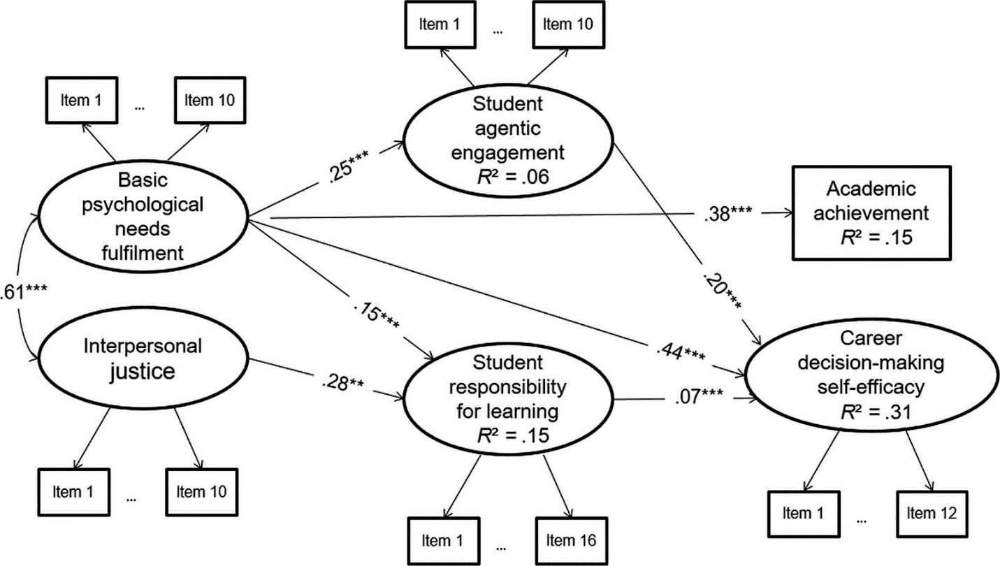 Item 1 ... Item 10
Item 1 ... Item 10
Student
agentic
engagement
R² = .06
Basic
psychological
needs
fulfilment
.25***
.38***
Academic
achievement
R² = .15
.61***
.20***
.15***
.44***
Interpersonal
justice
.28**
Student
responsibility
for learning
R² = .15
.07***
Career
decision-making
self-efficacy
R² = .31
Item 1 ... Item 10
Item 1 ... Item 16
Item 1 ... Item 12